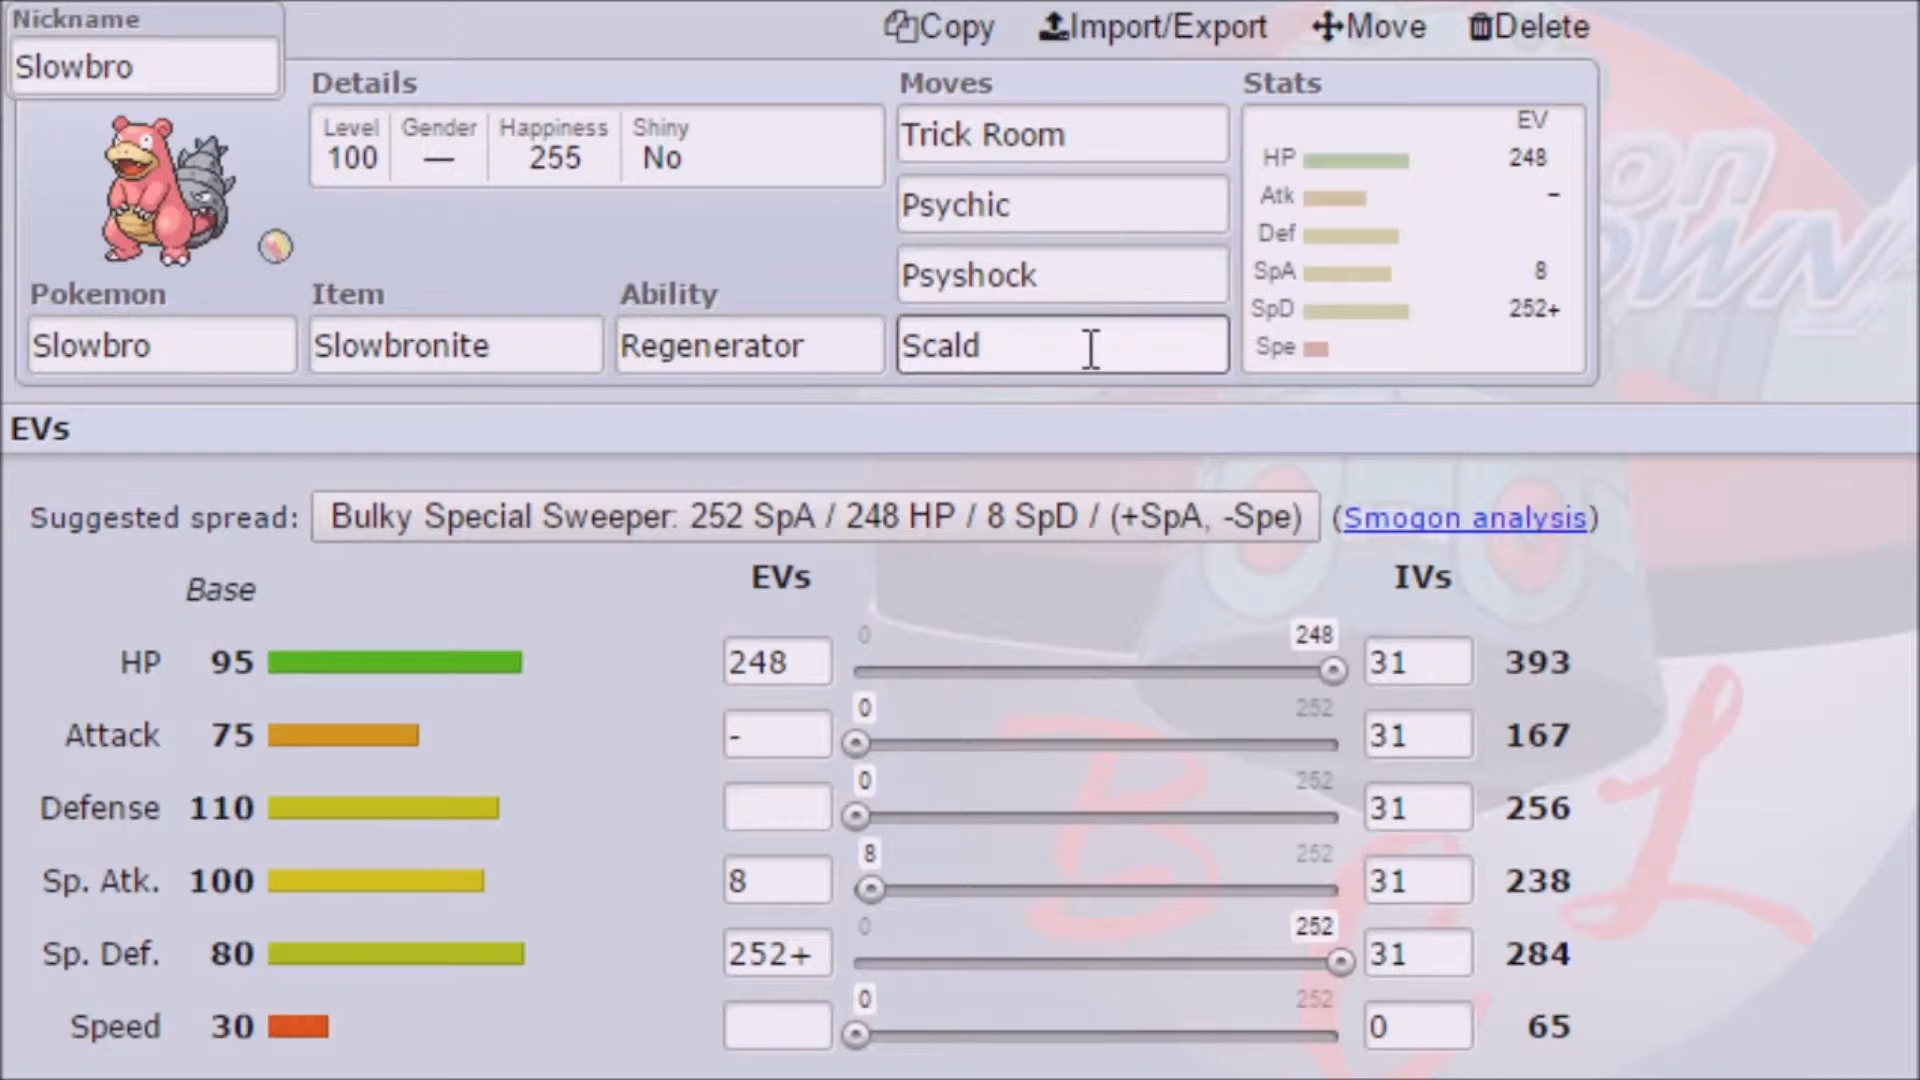 Nickname
Slowbro
Copy Import/Export Move Delete
Details
Level Gender Happiness Shiny
100 — 255 No
Moves
Trick Room
Psychic
Psyshock
Scald
Stats
EV
HP 248
Atk -
Def
SpA 8
SpD 252+
Spe
Pokemon Item Ability
Slowbro Slowbronite Regenerator
EVs
Suggested spread: Bulky Special Sweeper: 252 SpA / 248 HP / 8 SpD / (+SpA, -Spe) (Smogon analysis)
Base EVs IVs
0 248
HP 95 248 31 393
0 252
Attack 75 - 31 167
0 252
Defense 110 31 256
8 252
Sp. Atk. 100 8 31 238
0 252
Sp. Def. 80 252+ 31 284
0 252
Speed 30 0 65